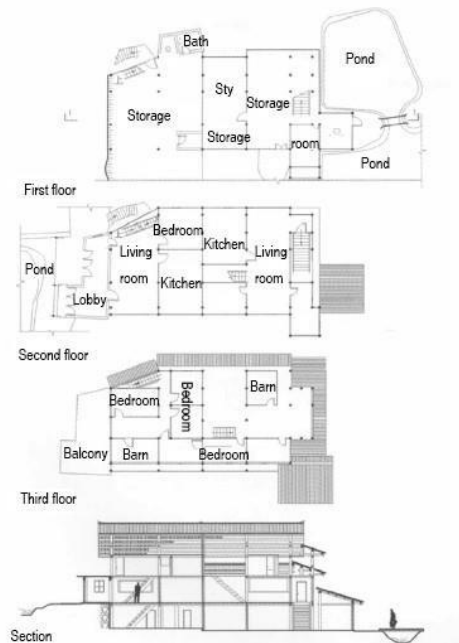 Bath
Pond
Sty
Storage
Storage
Storage
room
Pond
First floor
Bedroom
Kitchen
Living
room
Living
room
Pond
Kitchen
Lobby
Second floor
Barn
Bedroom
Bedroom
Balcony
Barn
Bedroom
Third floor
Section